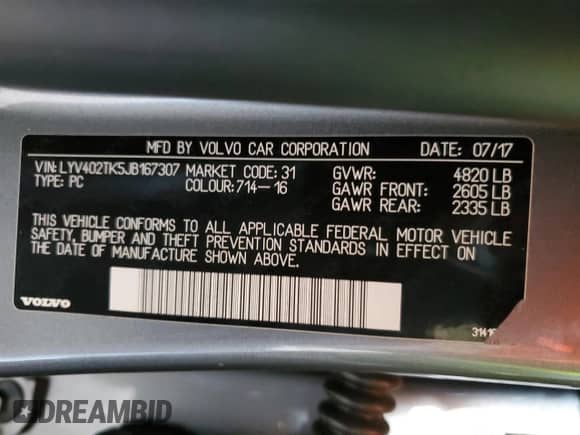 MFD BY VOLVO CAR CORPORATION DATE: 07/17
VIN: LYV402TK5JB167307 MARKET CODE: 31 GVWR: 4820 LB
TYPE: PC COLOUR: 714-16 GAWR FRONT: 2605 LB
GAWR REAR: 2335 LB
THIS VEHICLE CONFORMS TO ALL APPLICABLE FEDERAL MOTOR VEHICLE
SAFETY, BUMPER AND THEFT PREVENTION STANDARDS IN EFFECT ON
THE DATE OF MANUFACTURE SHOWN ABOVE.
VOLVO
DREAMBID